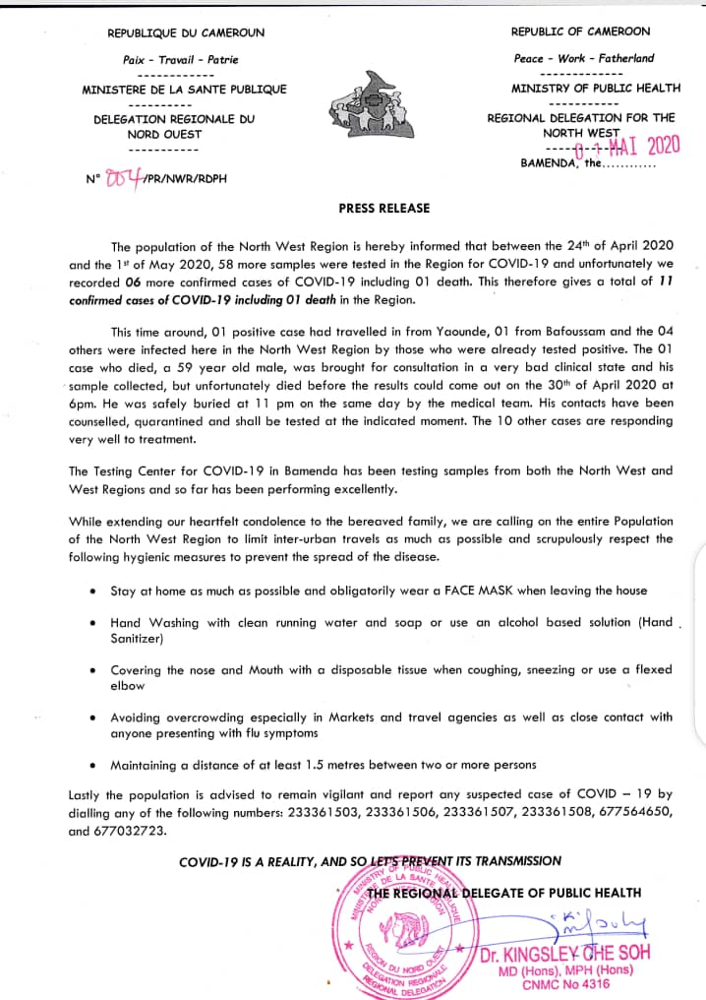 REPUBLIQUE DU CAMEROUN
Paix - Travail - Patrie
------------
MINISTERE DE LA SANTE PUBLIQUE
----------
DELEGATION REGIONALE DU
NORD OUEST
-----------
N° 004/PR/NWR/RDPH
REPUBLIC OF CAMEROON
Peace - Work - Fatherland
-------------
MINISTRY OF PUBLIC HEALTH
-----------
REGIONAL DELEGATION FOR THE
NORTH WEST
01 MAI 2020
BAMENDA, the............
PRESS RELEASE
The population of the North West Region is hereby informed that between the 24th of April 2020
and the 1st of May 2020, 58 more samples were tested in the Region for COVID-19 and unfortunately we
recorded 06 more confirmed cases of COVID-19 including 01 death. This therefore gives a total of 11
confirmed cases of COVID-19 including 01 death in the Region.
This time around, 01 positive case had travelled in from Yaounde, 01 from Bafoussam and the 04
others were infected here in the North West Region by those who were already tested positive. The 01
case who died, a 59 year old male, was brought for consultation in a very bad clinical state and his
sample collected, but unfortunately died before the results could come out on the 30th of April 2020 at
6pm. He was safely buried at 11 pm on the same day by the medical team. His contacts have been
counselled, quarantined and shall be tested at the indicated moment. The 10 other cases are responding
very well to treatment.
The Testing Center for COVID-19 in Bamenda has been testing samples from both the North West and
West Regions and so far has been performing excellently.
While extending our heartfelt condolence to the bereaved family, we are calling on the entire Population
of the North West Region to limit inter-urban travels as much as possible and scrupulously respect the
following hygienic measures to prevent the spread of the disease.
• Stay at home as much as possible and obligatorily wear a FACE MASK when leaving the house
• Hand Washing with clean running water and soap or use an alcohol based solution (Hand
Sanitizer)
• Covering the nose and Mouth with a disposable tissue when coughing, sneezing or use a flexed
elbow
• Avoiding overcrowding especially in Markets and travel agencies as well as close contact with
anyone presenting with flu symptoms
• Maintaining a distance of at least 1.5 metres between two or more persons
Lastly the population is advised to remain vigilant and report any suspected case of COVID – 19 by
dialling any of the following numbers: 233361503, 233361506, 233361507, 233361508, 677564650,
and 677032723.
COVID-19 IS A REALITY, AND SO LET'S PREVENT ITS TRANSMISSION
THE REGIONAL DELEGATE OF PUBLIC HEALTH
MINISTRY OF PUBLIC HEALTH
MINISTERE DE LA SANTE PUBLIQUE
REGION DU NORD OUEST
DELEGATION REGIONALE
REGIONAL DELEGATION
Dr. KINGSLEY CHE SOH
MD (Hons), MPH (Hons)
CNMC No 4316